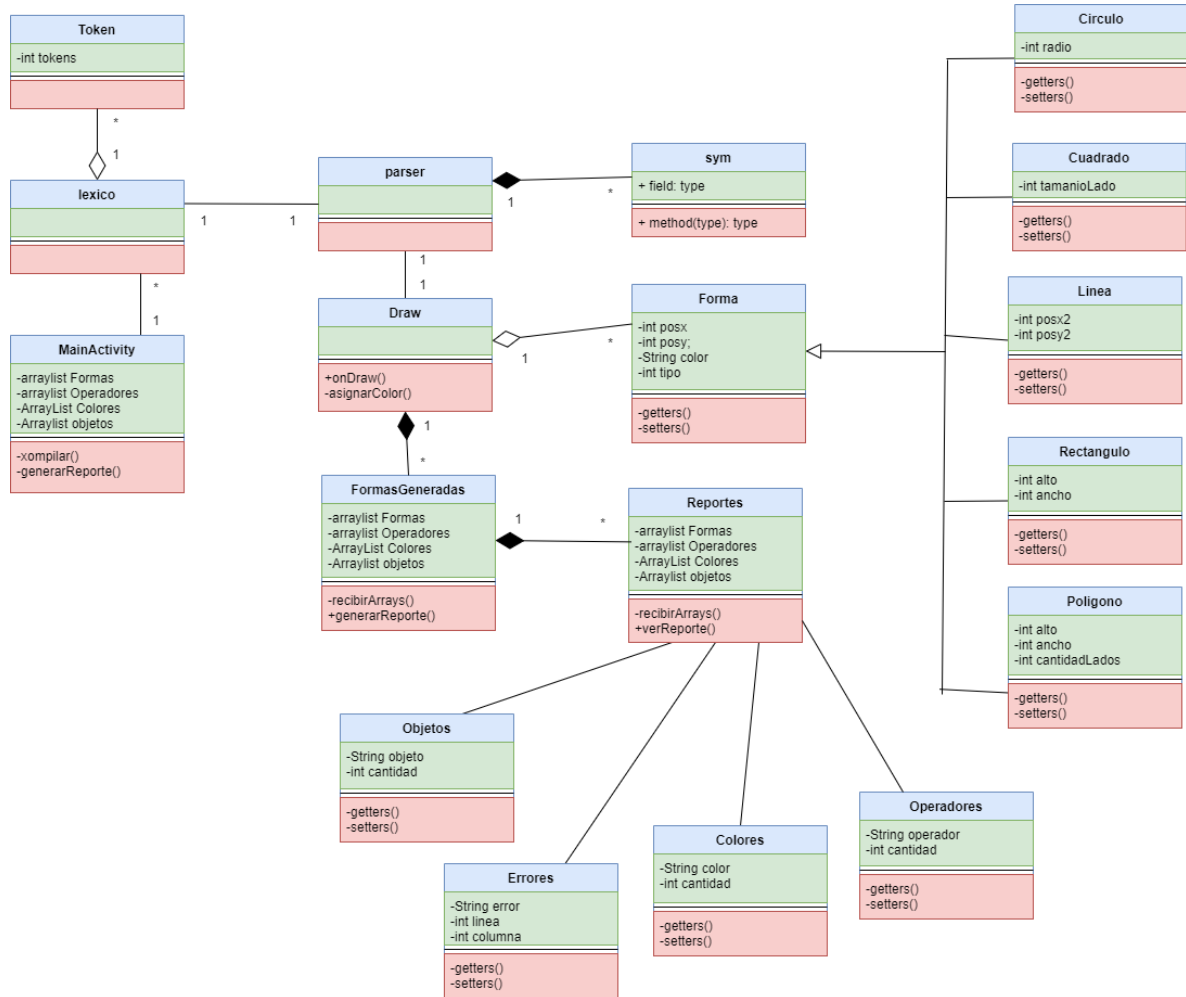 Token
-int tokens
*
1
lexico
1
1
*
1
MainActivity
-arraylist Formas
-arraylist Operadores
-ArrayList Colores
-Arraylist objetos
-xompilar()
-generarReporte()
parser
1
*
1
1
sym
+ field: type
+ method(type): type
Draw
+onDraw()
-asignarColor()
1
*
1
*
Forma
-int posx
-int posy;
-String color
-int tipo
-getters()
-setters()
FormasGeneradas
-arraylist Formas
-arraylist Operadores
-ArrayList Colores
-Arraylist objetos
-recibirArrays()
+generarReporte()
1
*
Reportes
-arraylist Formas
-arraylist Operadores
-ArrayList Colores
-Arraylist objetos
-recibirArrays()
+verReporte()
Circulo
-int radio
-getters()
-setters()
Cuadrado
-int tamanioLado
-getters()
-setters()
Linea
-int posx2
-int posy2
-getters()
-setters()
Rectangulo
-int alto
-int ancho
-getters()
-setters()
Poligono
-int alto
-int ancho
-int cantidadLados
-getters()
-setters()
Objetos
-String objeto
-int cantidad
-getters()
-setters()
Errores
-String error
-int linea
-int columna
-getters()
-setters()
Colores
-String color
-int cantidad
-getters()
-setters()
Operadores
-String operador
-int cantidad
-getters()
-setters()